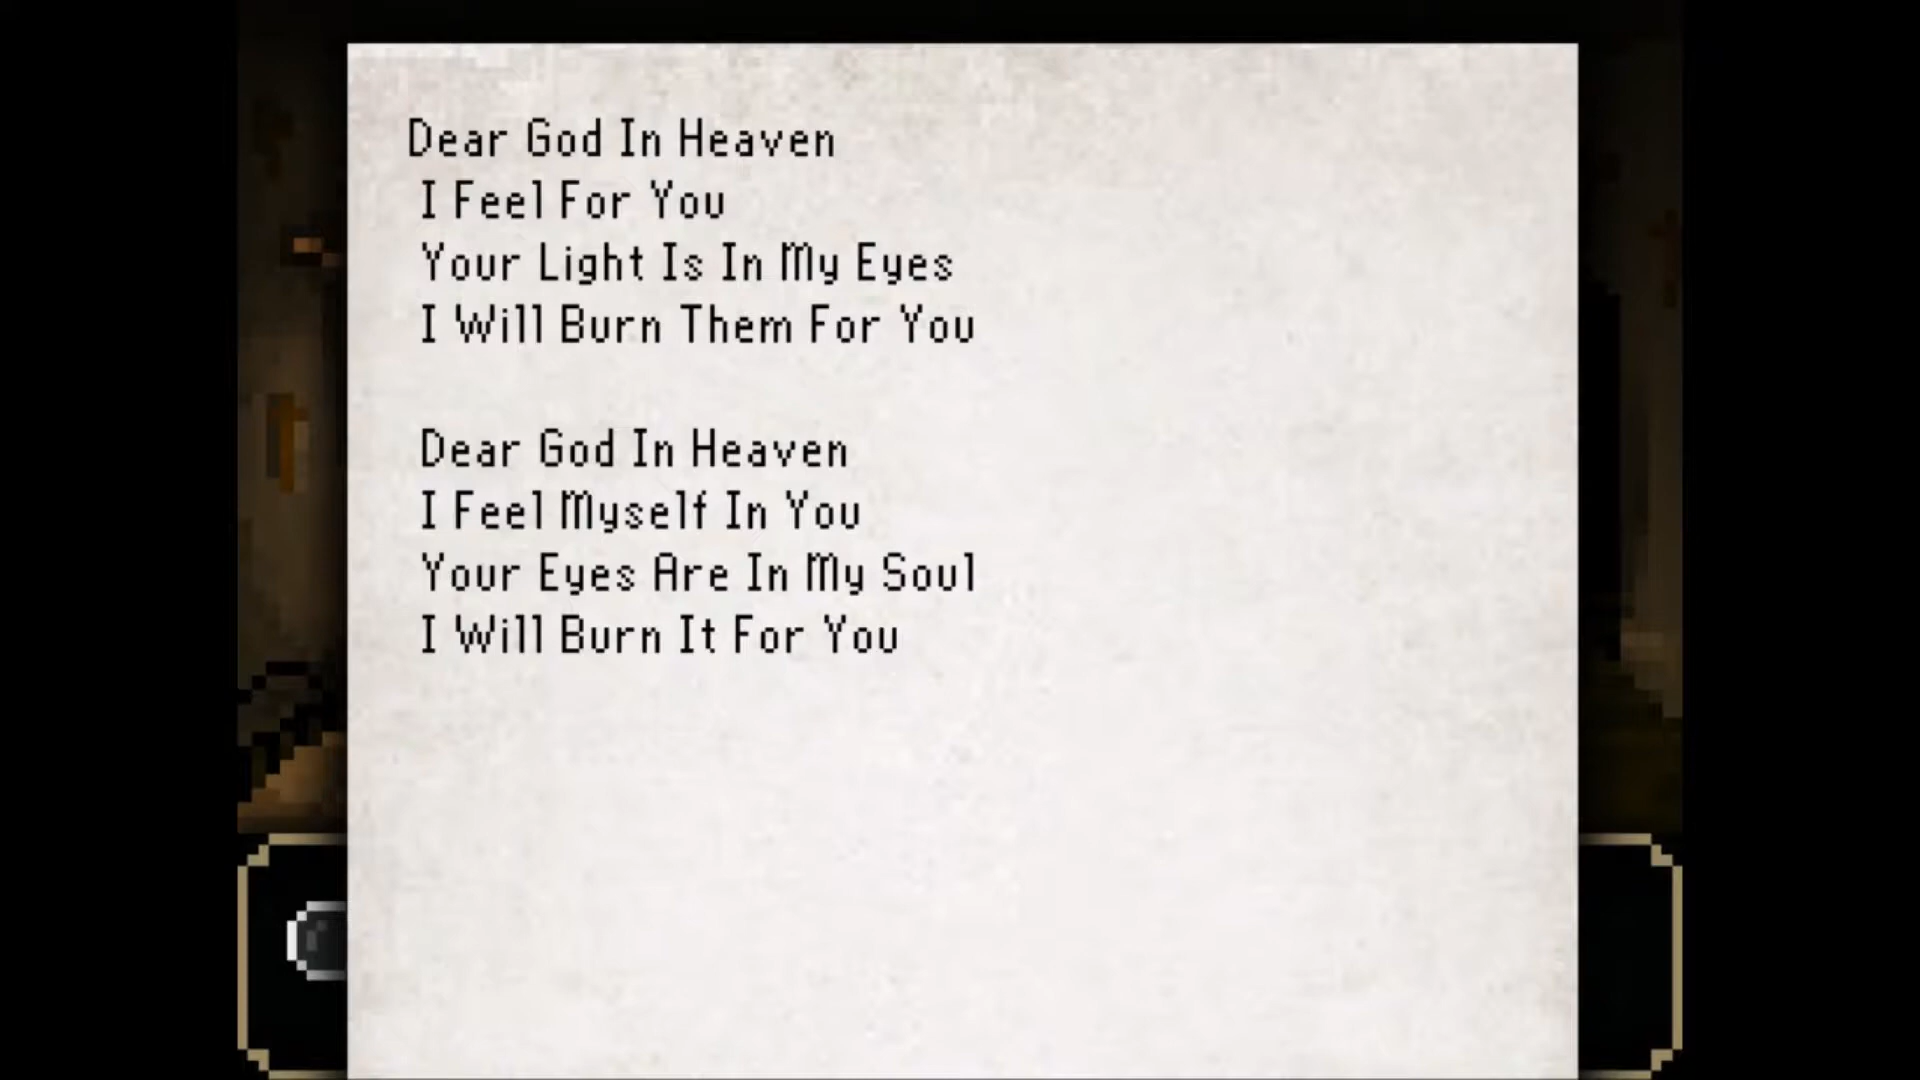 Dear God In Heaven
I Feel For You
Your Light Is In My Eyes
I Will Burn Them For You
Dear God In Heaven
I Feel Myself In You
Your Eyes Are In My Soul
I Will Burn It For You